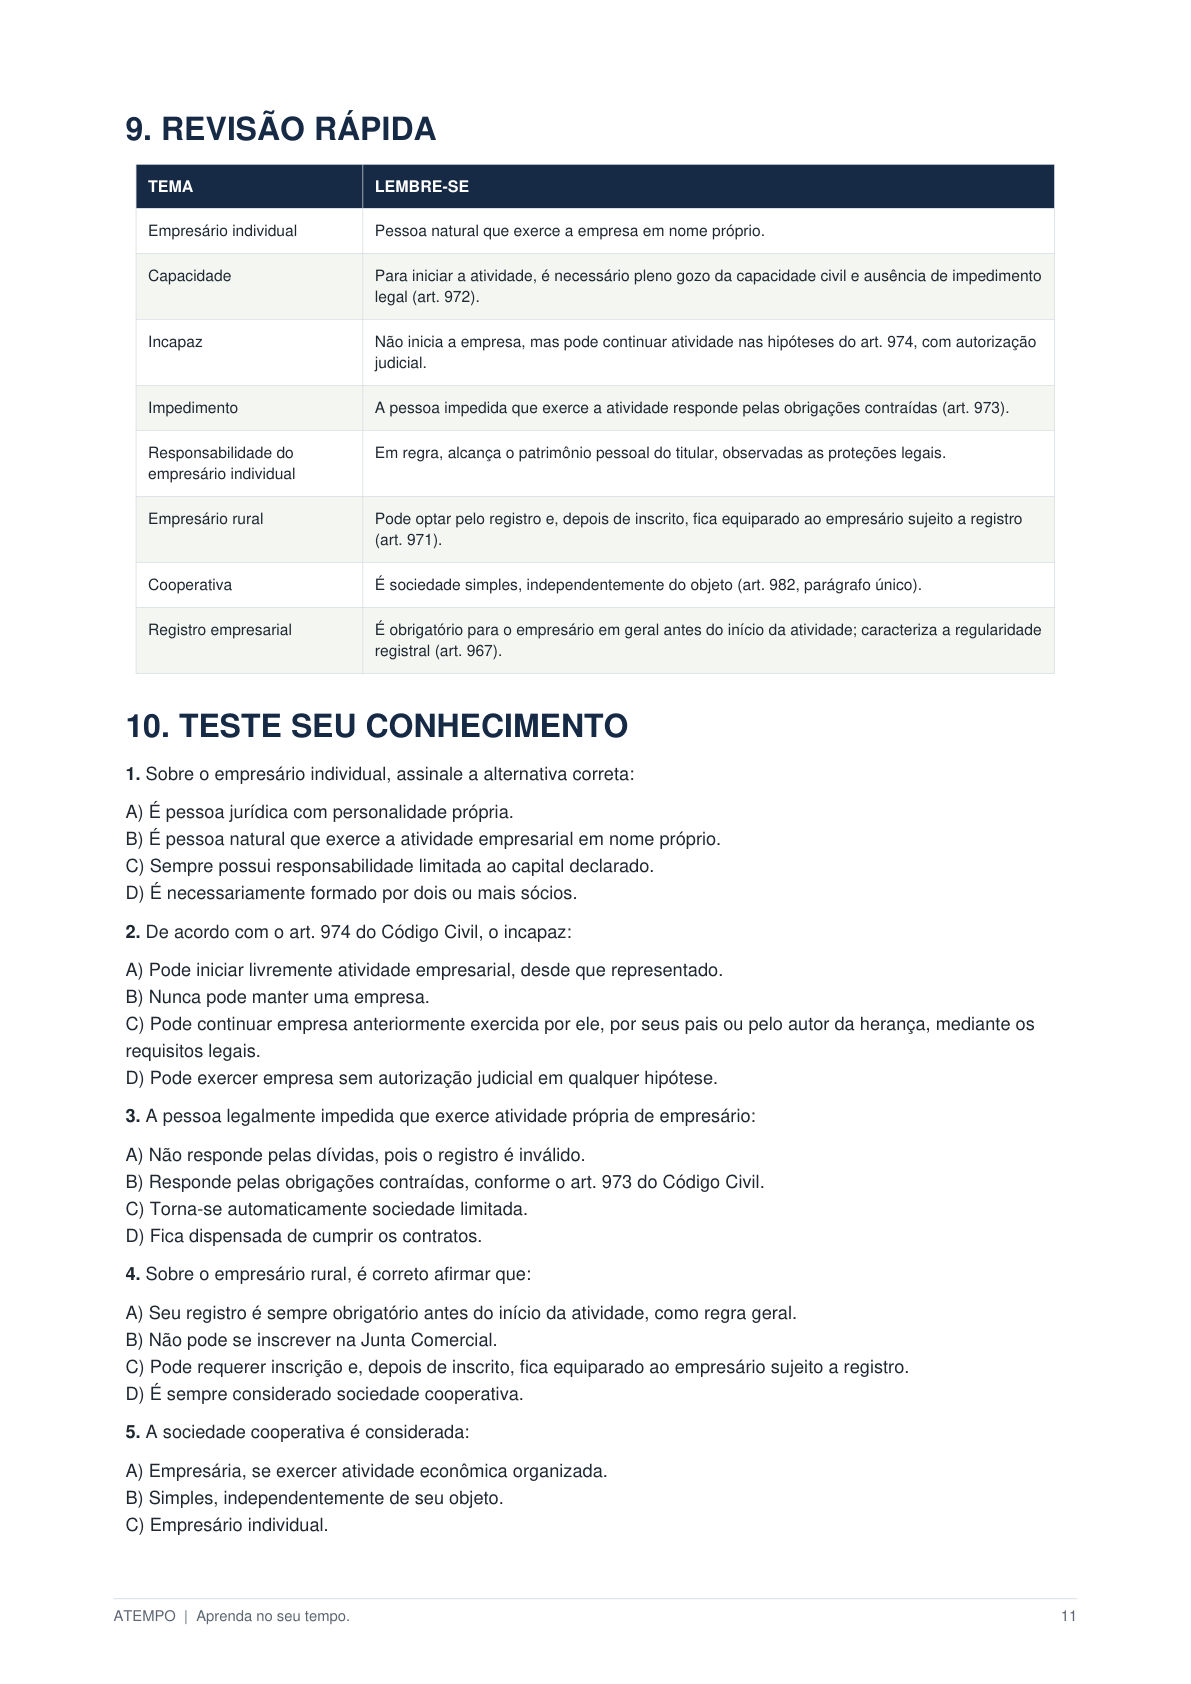 9. REVISÃO RÁPIDA
TEMA LEMBRE-SE
Empresário individual Pessoa natural que exerce a empresa em nome próprio.
Capacidade Para iniciar a atividade, é necessário pleno gozo da capacidade civil e ausência de impedimento
legal (art. 972).
Incapaz Não inicia a empresa, mas pode continuar atividade nas hipóteses do art. 974, com autorização
judicial.
Impedimento A pessoa impedida que exerce a atividade responde pelas obrigações contraídas (art. 973).
Responsabilidade do Em regra, alcança o patrimônio pessoal do titular, observadas as proteções legais.
empresário individual
Empresário rural Pode optar pelo registro e, depois de inscrito, fica equiparado ao empresário sujeito a registro
(art. 971).
Cooperativa É sociedade simples, independentemente do objeto (art. 982, parágrafo único).
Registro empresarial É obrigatório para o empresário em geral antes do início da atividade; caracteriza a regularidade
registral (art. 967).
10. TESTE SEU CONHECIMENTO
1. Sobre o empresário individual, assinale a alternativa correta:
A) É pessoa jurídica com personalidade própria.
B) É pessoa natural que exerce a atividade empresarial em nome próprio.
C) Sempre possui responsabilidade limitada ao capital declarado.
D) É necessariamente formado por dois ou mais sócios.
2. De acordo com o art. 974 do Código Civil, o incapaz:
A) Pode iniciar livremente atividade empresarial, desde que representado.
B) Nunca pode manter uma empresa.
C) Pode continuar empresa anteriormente exercida por ele, por seus pais ou pelo autor da herança, mediante os
requisitos legais.
D) Pode exercer empresa sem autorização judicial em qualquer hipótese.
3. A pessoa legalmente impedida que exerce atividade própria de empresário:
A) Não responde pelas dívidas, pois o registro é inválido.
B) Responde pelas obrigações contraídas, conforme o art. 973 do Código Civil.
C) Torna-se automaticamente sociedade limitada.
D) Fica dispensada de cumprir os contratos.
4. Sobre o empresário rural, é correto afirmar que:
A) Seu registro é sempre obrigatório antes do início da atividade, como regra geral.
B) Não pode se inscrever na Junta Comercial.
C) Pode requerer inscrição e, depois de inscrito, fica equiparado ao empresário sujeito a registro.
D) É sempre considerado sociedade cooperativa.
5. A sociedade cooperativa é considerada:
A) Empresária, se exercer atividade econômica organizada.
B) Simples, independentemente de seu objeto.
C) Empresário individual.
ATEMPO | Aprenda no seu tempo. 11